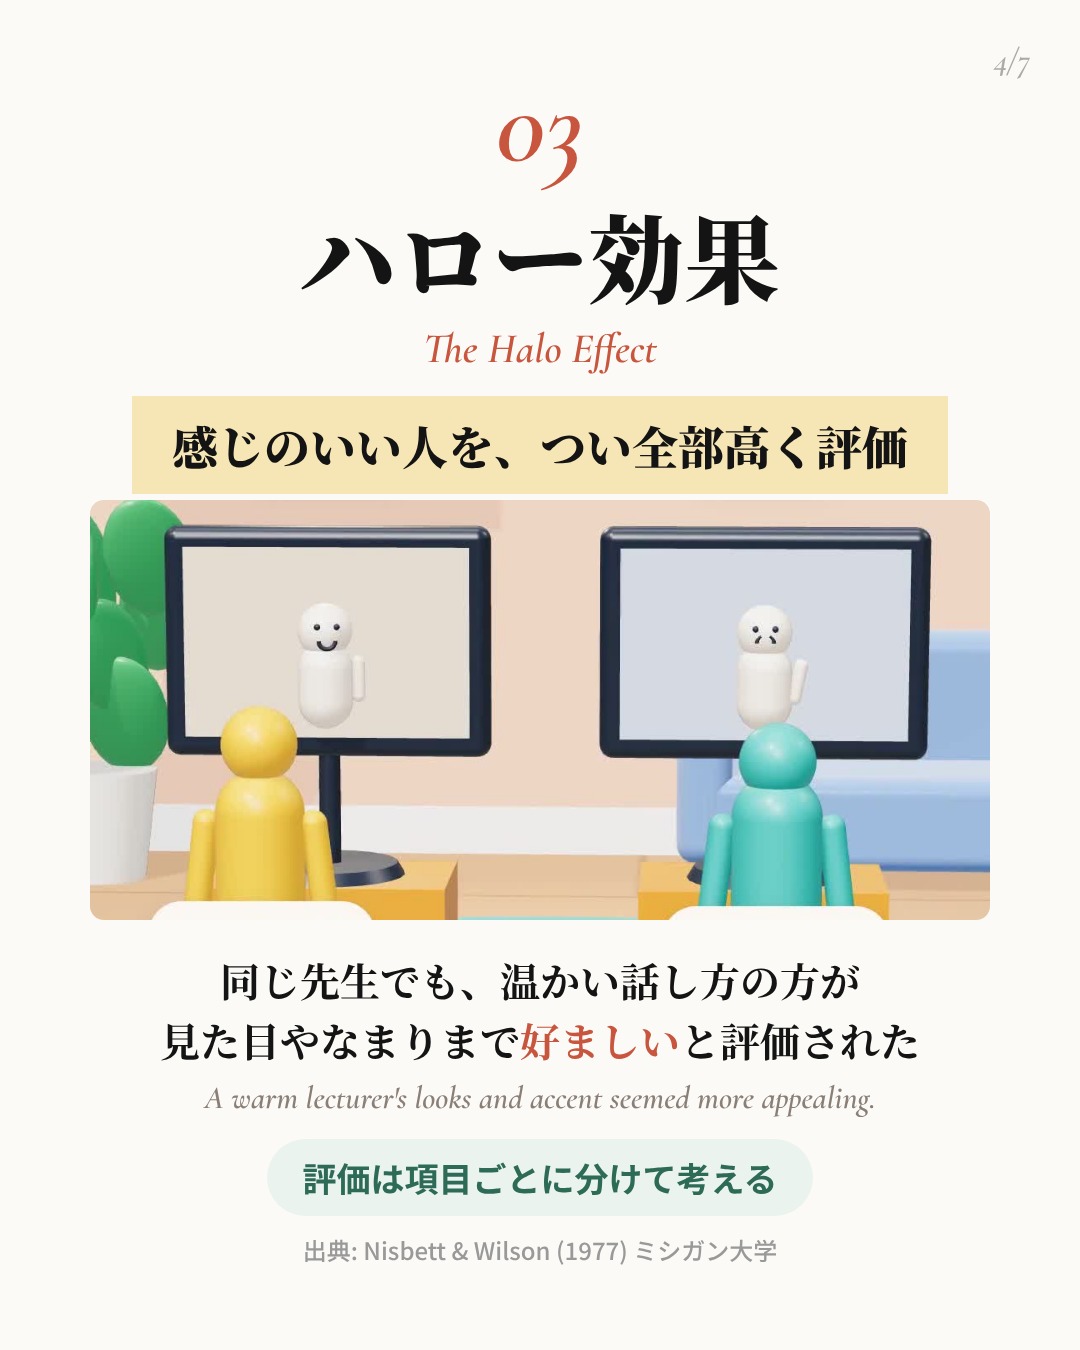 4/7
03
ハロー効果
The Halo Effect
感じのいい人を、つい全部高く評価
同じ先生でも、温かい話し方の方が
見た目やなまりまで好ましいと評価された
A warm lecturer's looks and accent seemed more appealing.
評価は項目ごとに分けて考える
出典: Nisbett & Wilson (1977) ミシガン大学